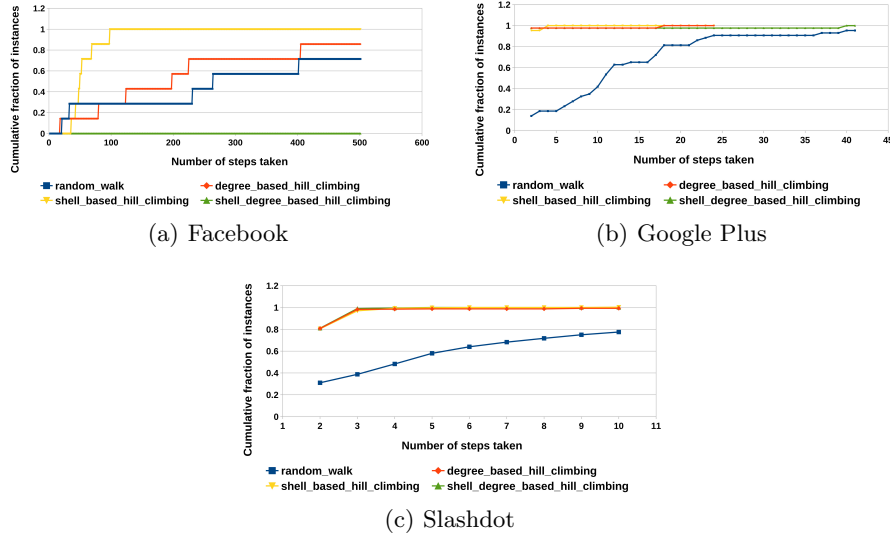 Cumulative fraction of instances
1.2
1
0.8
0.6
0.4
0.2
0
0 100 200 300 400 500 600
Number of steps taken
random_walk degree_based_hill_climbing
shell_based_hill_climbing shell_degree_based_hill_climbing
(a) Facebook
Cumulative fraction of instances
1.2
1
0.8
0.6
0.4
0.2
0
0 5 10 15 20 25 30 35 40 45
Number of steps taken
random_walk degree_based_hill_climbing
shell_based_hill_climbing shell_degree_based_hill_climbing
(b) Google Plus
Cumulative fraction of instances
1.2
1
0.8
0.6
0.4
0.2
0
1 2 3 4 5 6 7 8 9 10 11
Number of steps taken
random_walk degree_based_hill_climbing
shell_based_hill_climbing shell_degree_based_hill_climbing
(c) Slashdot